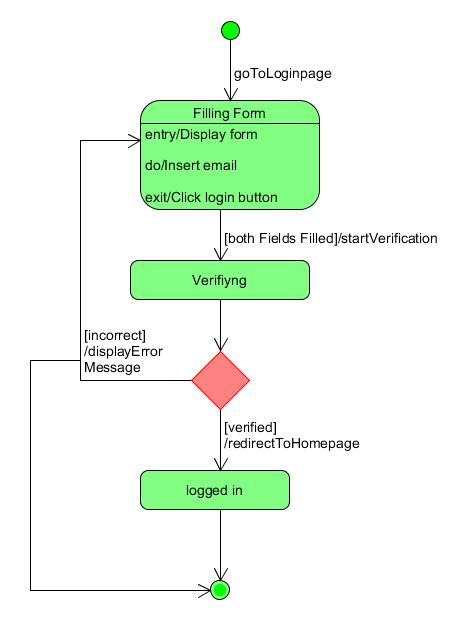 goToLoginpage
Filling Form
entry/Display form
do/Insert email
exit/Click login button
[both Fields Filled]/startVerification
Verifiyng
[incorrect]
/displayError
Message
[verified]
/redirectToHomepage
logged in